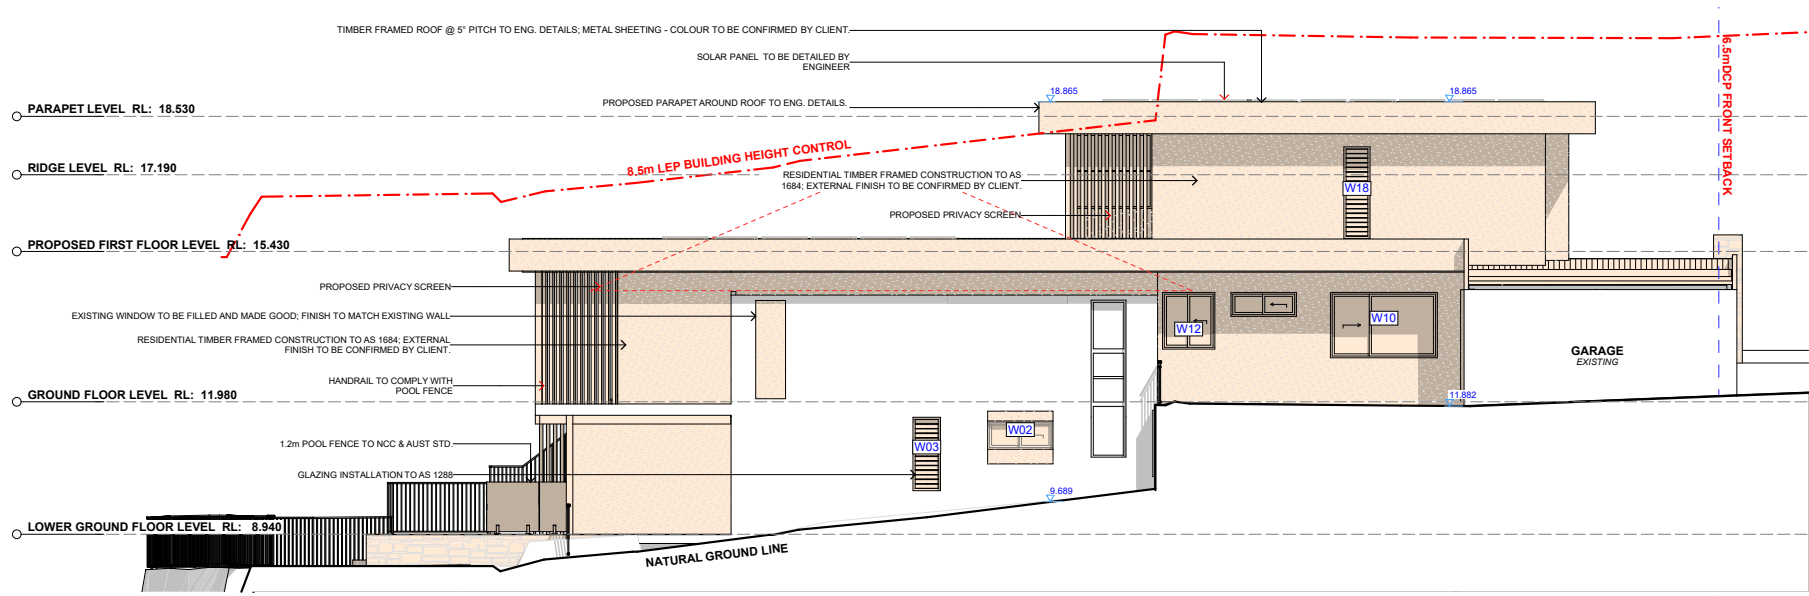 TIMBER FRAMED ROOF @ 5° PITCH TO ENG. DETAILS; METAL SHEETING - COLOUR TO BE CONFIRMED BY CLIENT.
SOLAR PANEL TO BE DETAILED BY
ENGINEER
6.5mDCP FRONT SETBACK
18.865
18.865
PROPOSED PARAPET AROUND ROOF TO ENG. DETAILS.
PARAPET LEVEL RL: 18.530
8.5m LEP BUILDING HEIGHT CONTROL
RIDGE LEVEL RL: 17.190
RESIDENTIAL TIMBER FRAMED CONSTRUCTION TO AS
1684; EXTERNAL FINISH TO BE CONFIRMED BY CLIENT.
W18
PROPOSED PRIVACY SCREEN
PROPOSED FIRST FLOOR LEVEL RL: 15.430
PROPOSED PRIVACY SCREEN
EXISTING WINDOW TO BE FILLED AND MADE GOOD; FINISH TO MATCH EXISTING WALL
W12
W10
RESIDENTIAL TIMBER FRAMED CONSTRUCTION TO AS 1684; EXTERNAL
FINISH TO BE CONFIRMED BY CLIENT.
GARAGE
EXISTING
HANDRAIL TO COMPLY WITH
POOL FENCE
GROUND FLOOR LEVEL RL: 11.980
11.882
W02
1.2m POOL FENCE TO NCC & AUST STD.
W03
GLAZING INSTALLATION TO AS 1288
9.689
LOWER GROUND FLOOR LEVEL RL: 8.940
NATURAL GROUND LINE